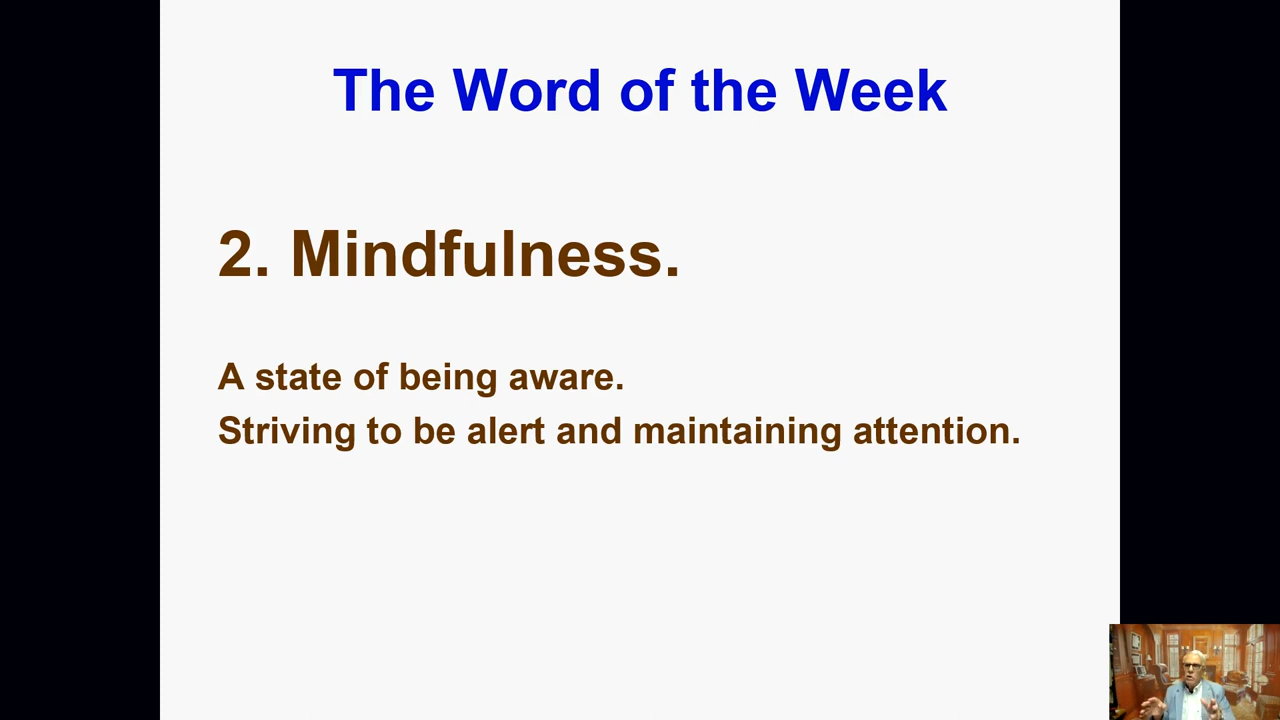 The Word of the Week
2. Mindfulness.
A state of being aware.
Striving to be alert and maintaining attention.